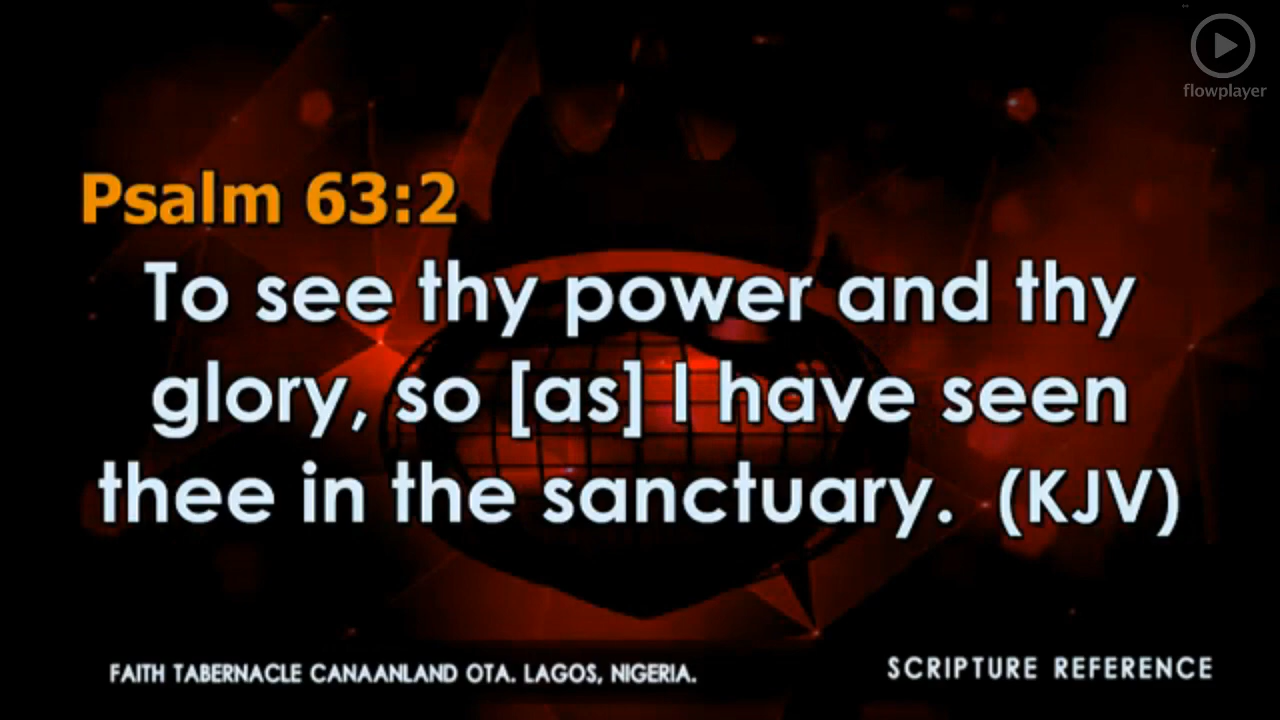 flowplayer
Psalm 63:2
To see thy power and thy
glory, so [as] I have seen
thee in the sanctuary. (KJV)
FAITH TABERNACLE CANAANLAND OTA. LAGOS, NIGERIA.
SCRIPTURE REFERENCE